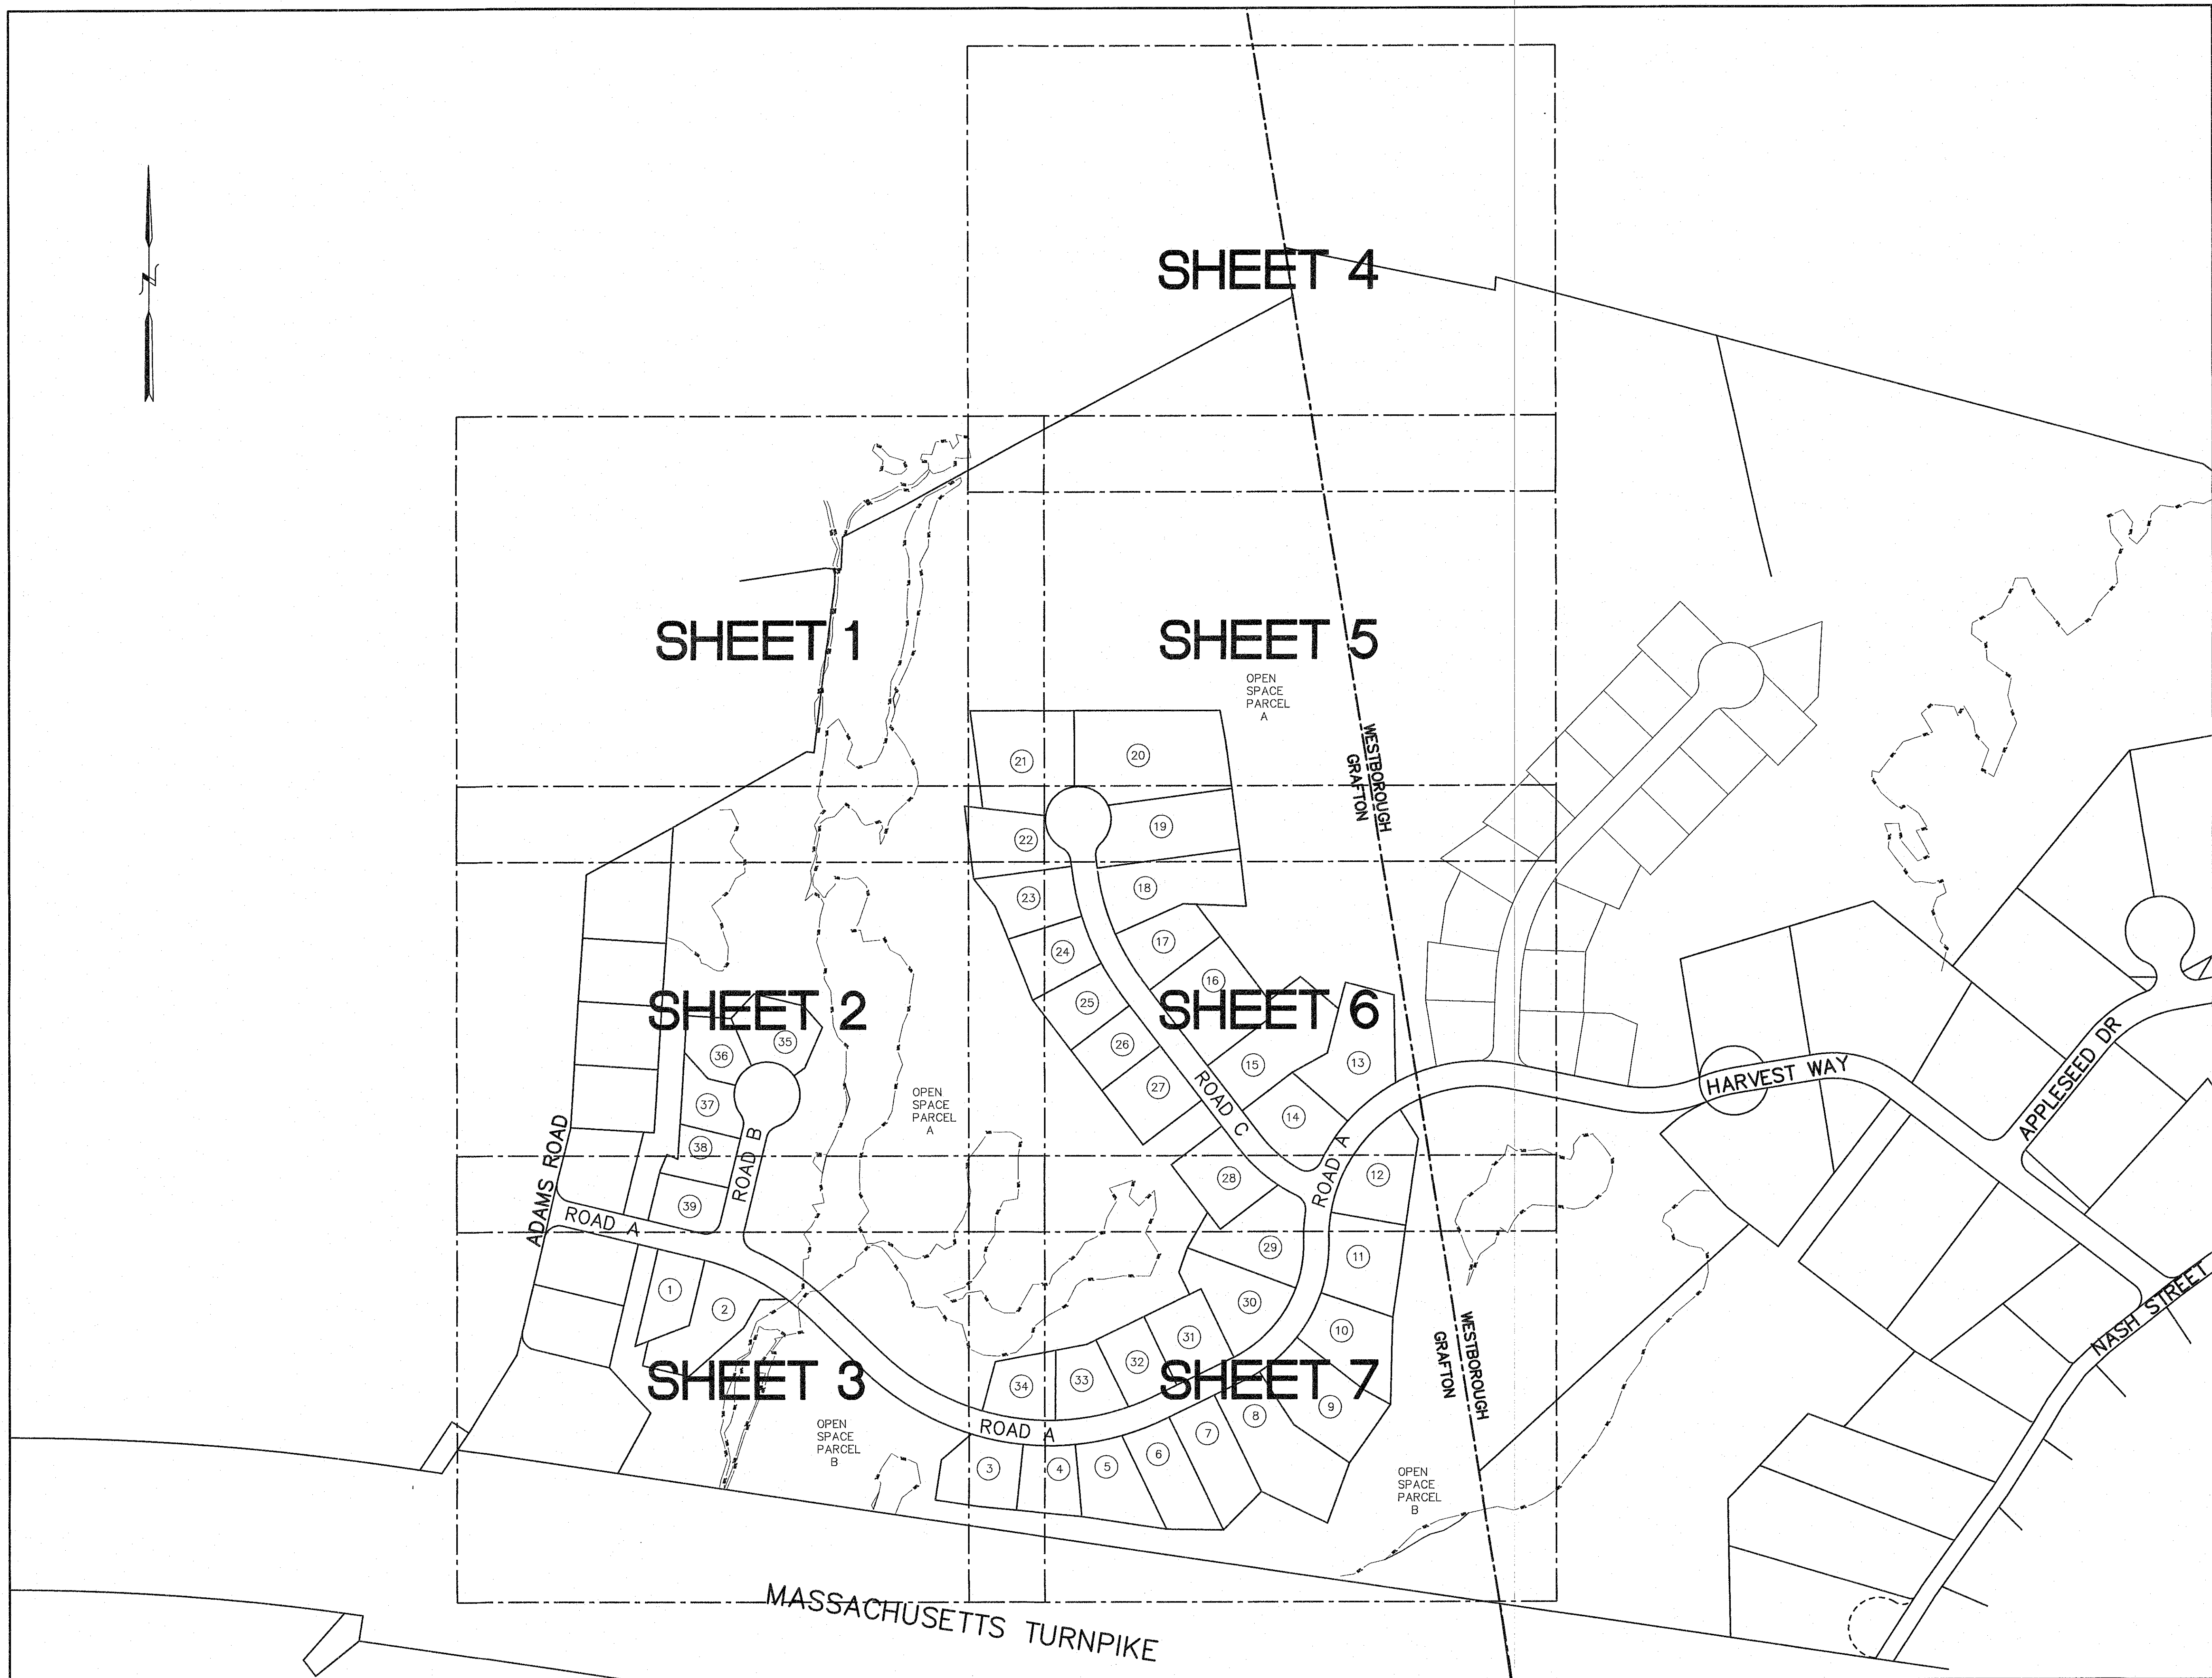 SHEET 4
N
SHEET 1
SHEET 5
OPEN
SPACE
PARCEL
A
WESTBOROUGH
GRAFTON
21
20
22
19
23
18
24
17
16
25
SHEET 2
SHEET 6
35
36
26
15
13
27
37
14
ROAD C
HARVEST WAY
APPLESEED DR
OPEN
SPACE
PARCEL
A
ADAMS ROAD
38
ROAD B
ROAD A
28
12
39
ROAD A
29
11
1
2
30
10
31
32
33
34
SHEET 3
SHEET 7
WESTBOROUGH
GRAFTON
NASH STREET
9
8
7
6
5
4
3
ROAD A
OPEN
SPACE
PARCEL
B
OPEN
SPACE
PARCEL
B
MASSACHUSETTS TURNPIKE